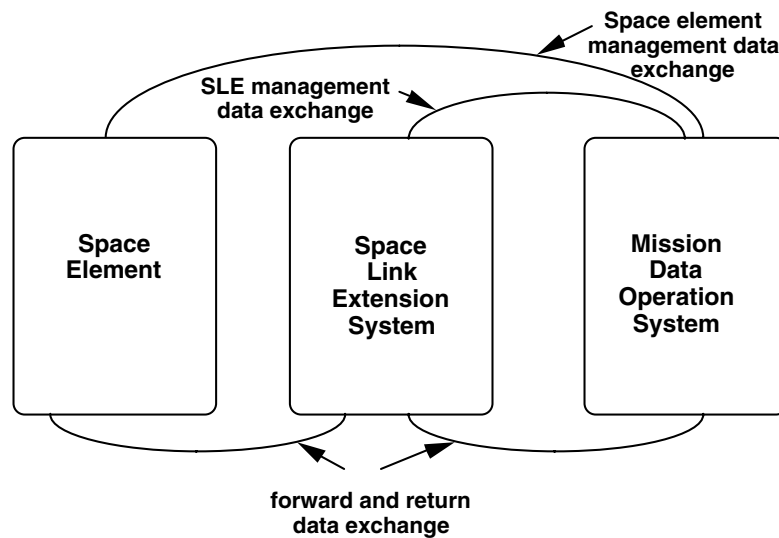 Space element
management data
exchange
SLE management
data exchange
Space
Element
Space
Link
Extension
System
Mission
Data
Operation
System
forward and return
data exchange